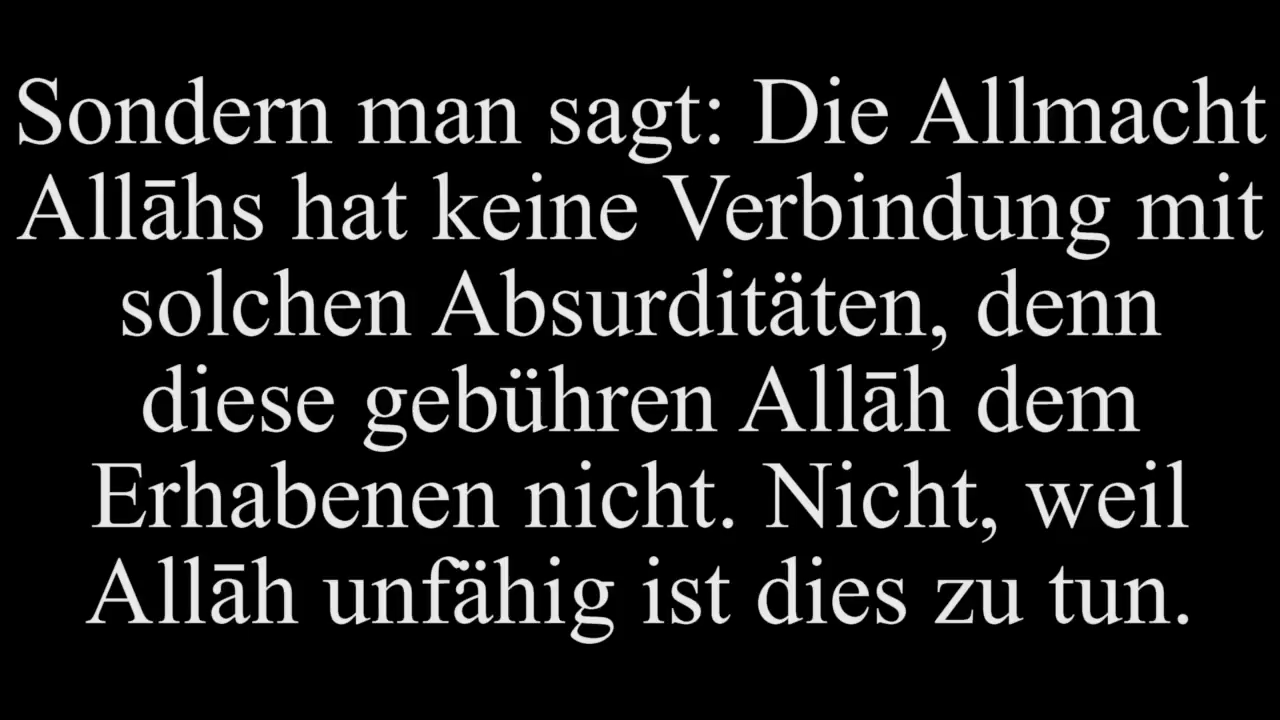 Sondern man sagt: Die Allmacht
Allāhs hat keine Verbindung mit
solchen Absurditäten, denn
diese gebühren Allāh dem
Erhabenen nicht. Nicht, weil
Allāh unfähig ist dies zu tun.